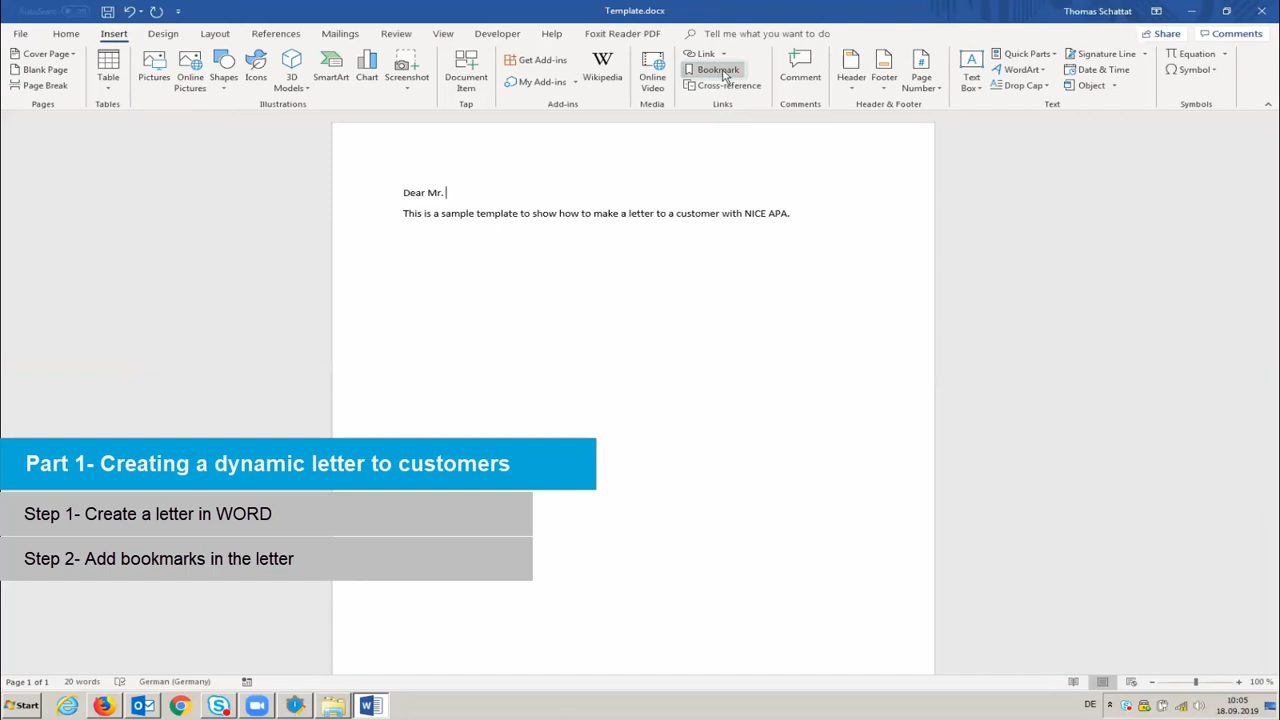 Template.docx
Thomas Schattat
File Home Insert Design Layout References Mailings Review View Developer Help Foxit Reader PDF Tell me what you want to do Share Comments
Cover Page
Blank Page
Page Break
Pages
Table
Tables
Pictures
Online Pictures
Shapes
Icons
3D Models
SmartArt
Chart
Screenshot
Illustrations
Document Item
Tap
Get Add-ins
My Add-ins
Wikipedia
Add-ins
Online Video
Media
Link
Bookmark
Cross-reference
Links
Comment
Comments
Header
Footer
Page Number
Header & Footer
Text Box
Quick Parts
WordArt
Drop Cap
Signature Line
Date & Time
Object
Text
Equation
Symbol
Symbols
Dear Mr.
This is a sample template to show how to make a letter to a customer with NICE APA.
Part 1- Creating a dynamic letter to customers
Step 1- Create a letter in WORD
Step 2- Add bookmarks in the letter
Page 1 of 1 20 words German (Germany) 100 %
Start
DE
10:05
18.09.2019